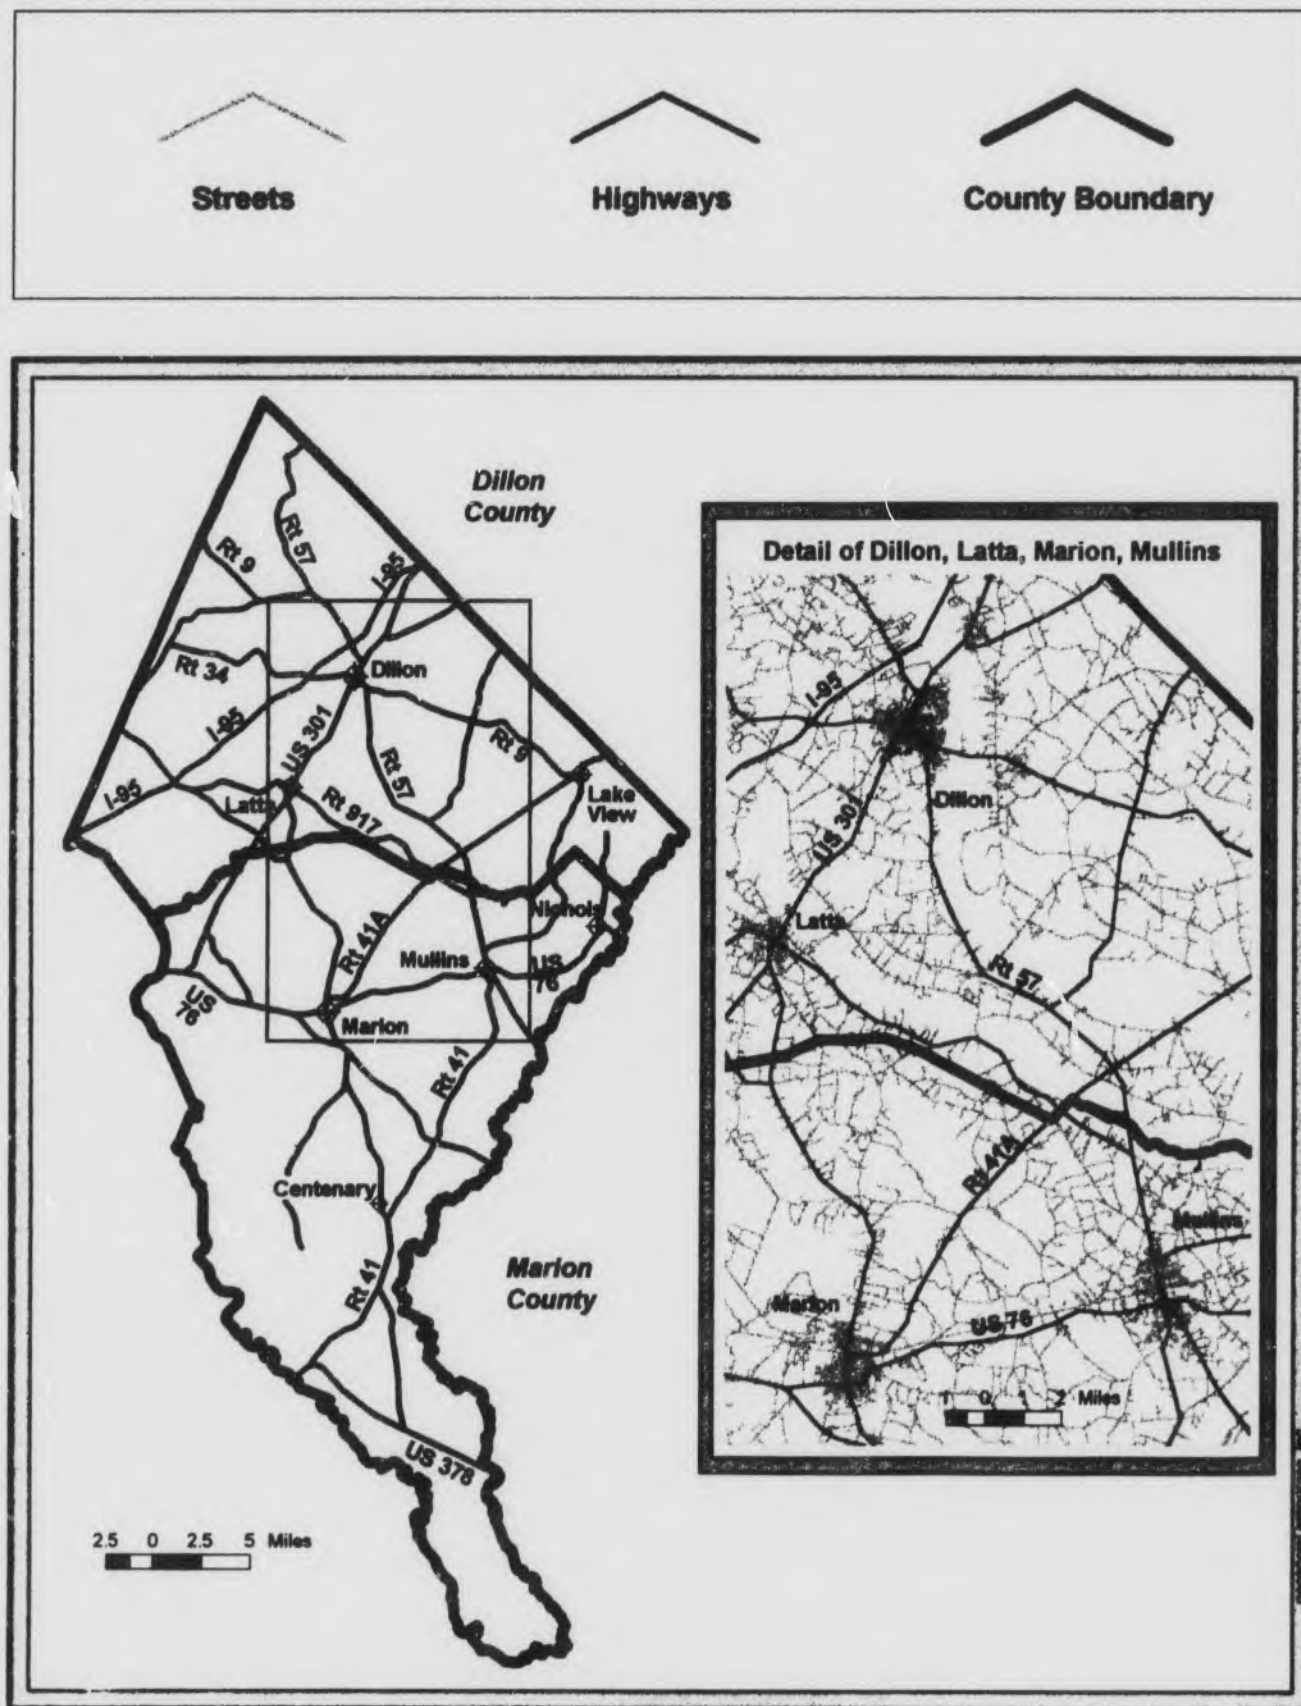 Streets
Highways
County Boundary
Dillon
County
Rt 57
Rt 9
I-95
Rt 34
Dillon
I-95
US 301
Rt 9
I-95
Latta
Rt 917
Rt 57
Lake
View
Nichols
Rt 41A
Mullins
US
76
US
76
Marion
Rt 41
Centenary
Marion
County
Rt 41
US 378
2.5 0 2.5 5 Miles
Detail of Dillon, Latta, Marion, Mullins
I-95
Dillon
US 301
Latta
Rt 57
Rt 41A
Mullins
Marion
US 76
1 0 1 2 Miles